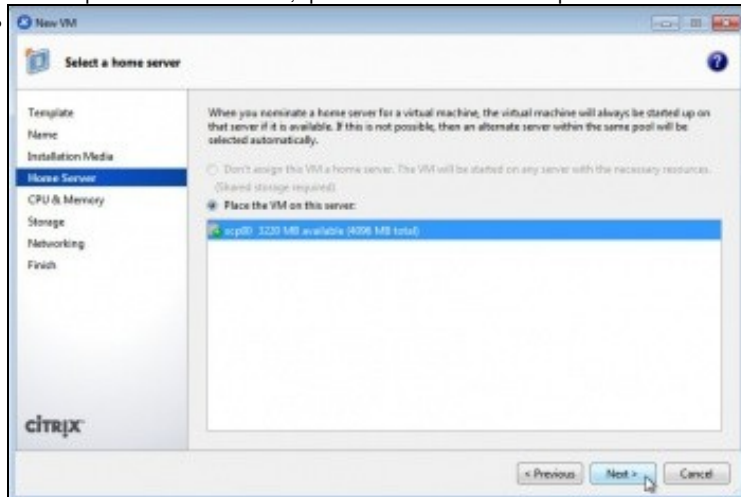 New VM
Select a home server
Template
Name
Installation Media
Home Server
CPU & Memory
Storage
Networking
Finish
When you nominate a home server for a virtual machine, the virtual machine will always be started up on
that server if it is available. If this is not possible, then an alternate server within the same pool will be
selected automatically.
Don't assign this VM a home server. The VM will be started on any server with the necessary resources.
(Shared storage required).
Place the VM on this server:
xcp00 3220 MB available (4096 MB total)
CITRIX
< Previous
Next >
Cancel